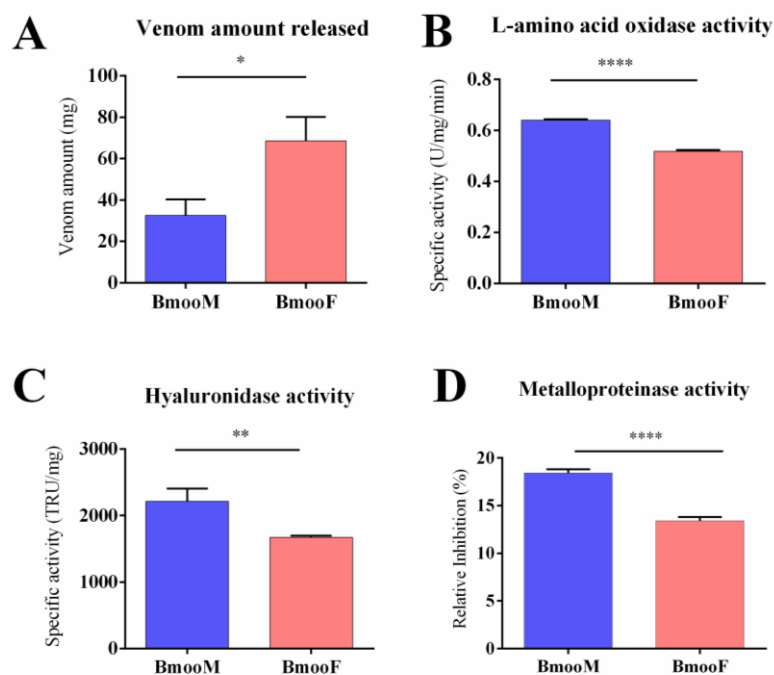 A
Venom amount released
*
Venom amount (mg)
100
80
60
40
20
0
BmooM
BmooF
B
L-amino acid oxidase activity
****
Specific activity (U/mg/min)
0.8
0.6
0.4
0.2
0.0
BmooM
BmooF
C
Hyaluronidase activity
**
Specific activity (TRU/mg)
3000
2000
1000
0
BmooM
BmooF
D
Metalloproteinase activity
****
Relative Inhibition (%)
20
15
10
5
0
BmooM
BmooF